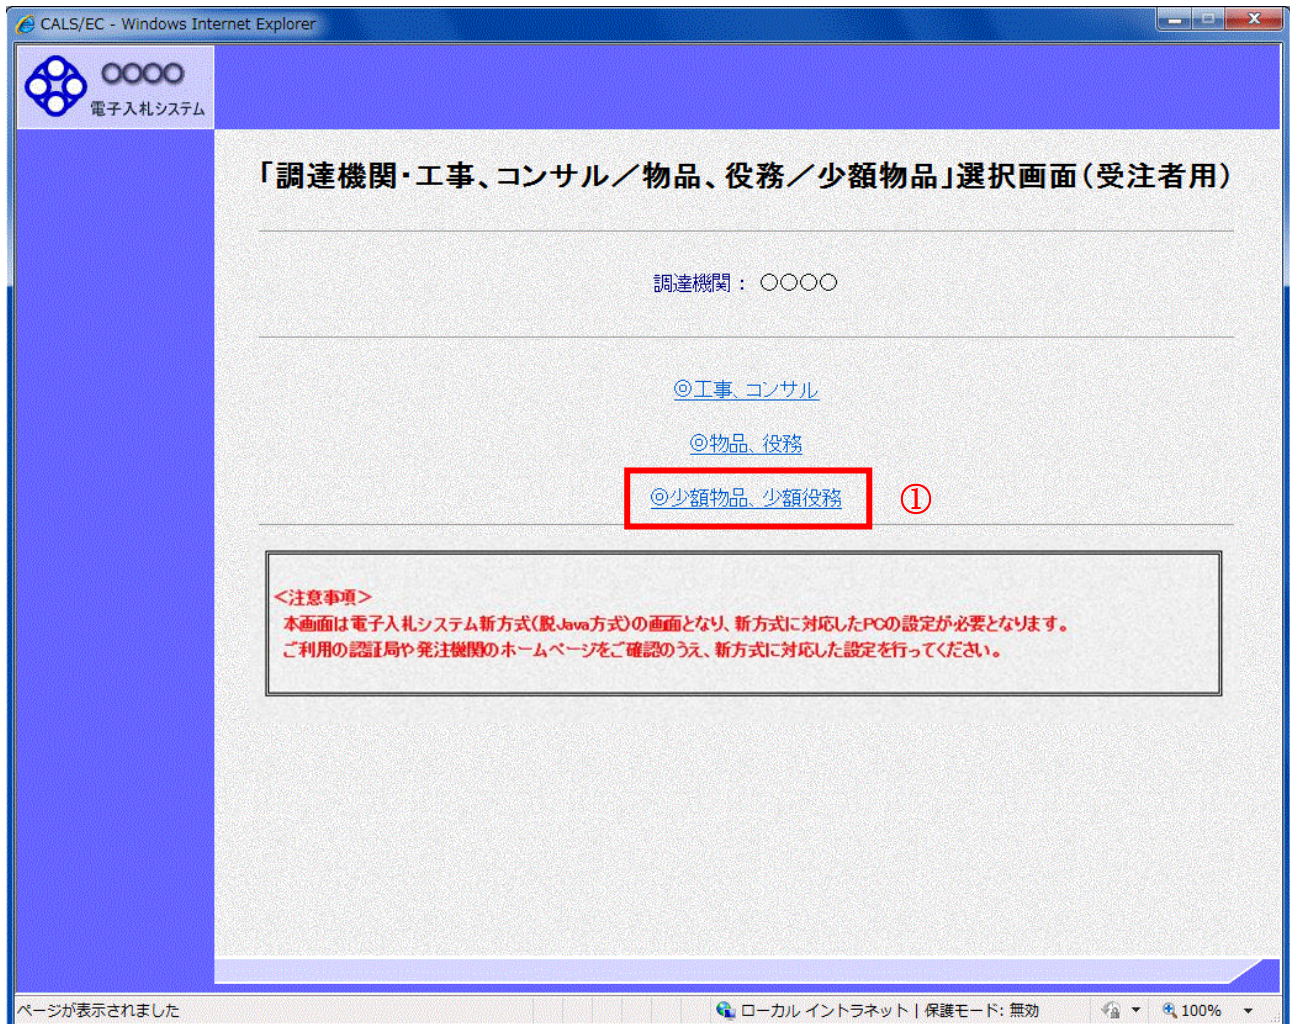 CALS/EC - Windows Internet Explorer
○○○○
電子入札システム
「調達機関・工事、コンサル／物品、役務／少額物品」選択画面（受注者用）
調達機関： ○○○○
◎工事、コンサル
◎物品、役務
◎少額物品、少額役務
①
＜注意事項＞
本画面は電子入札システム新方式(脱Java方式)の画面となり、新方式に対応したPCの設定が必要となります。
ご利用の認証局や発注機関のホームページをご確認のうえ、新方式に対応した設定を行ってください。
ページが表示されました
ローカル イントラネット | 保護モード: 無効
100%